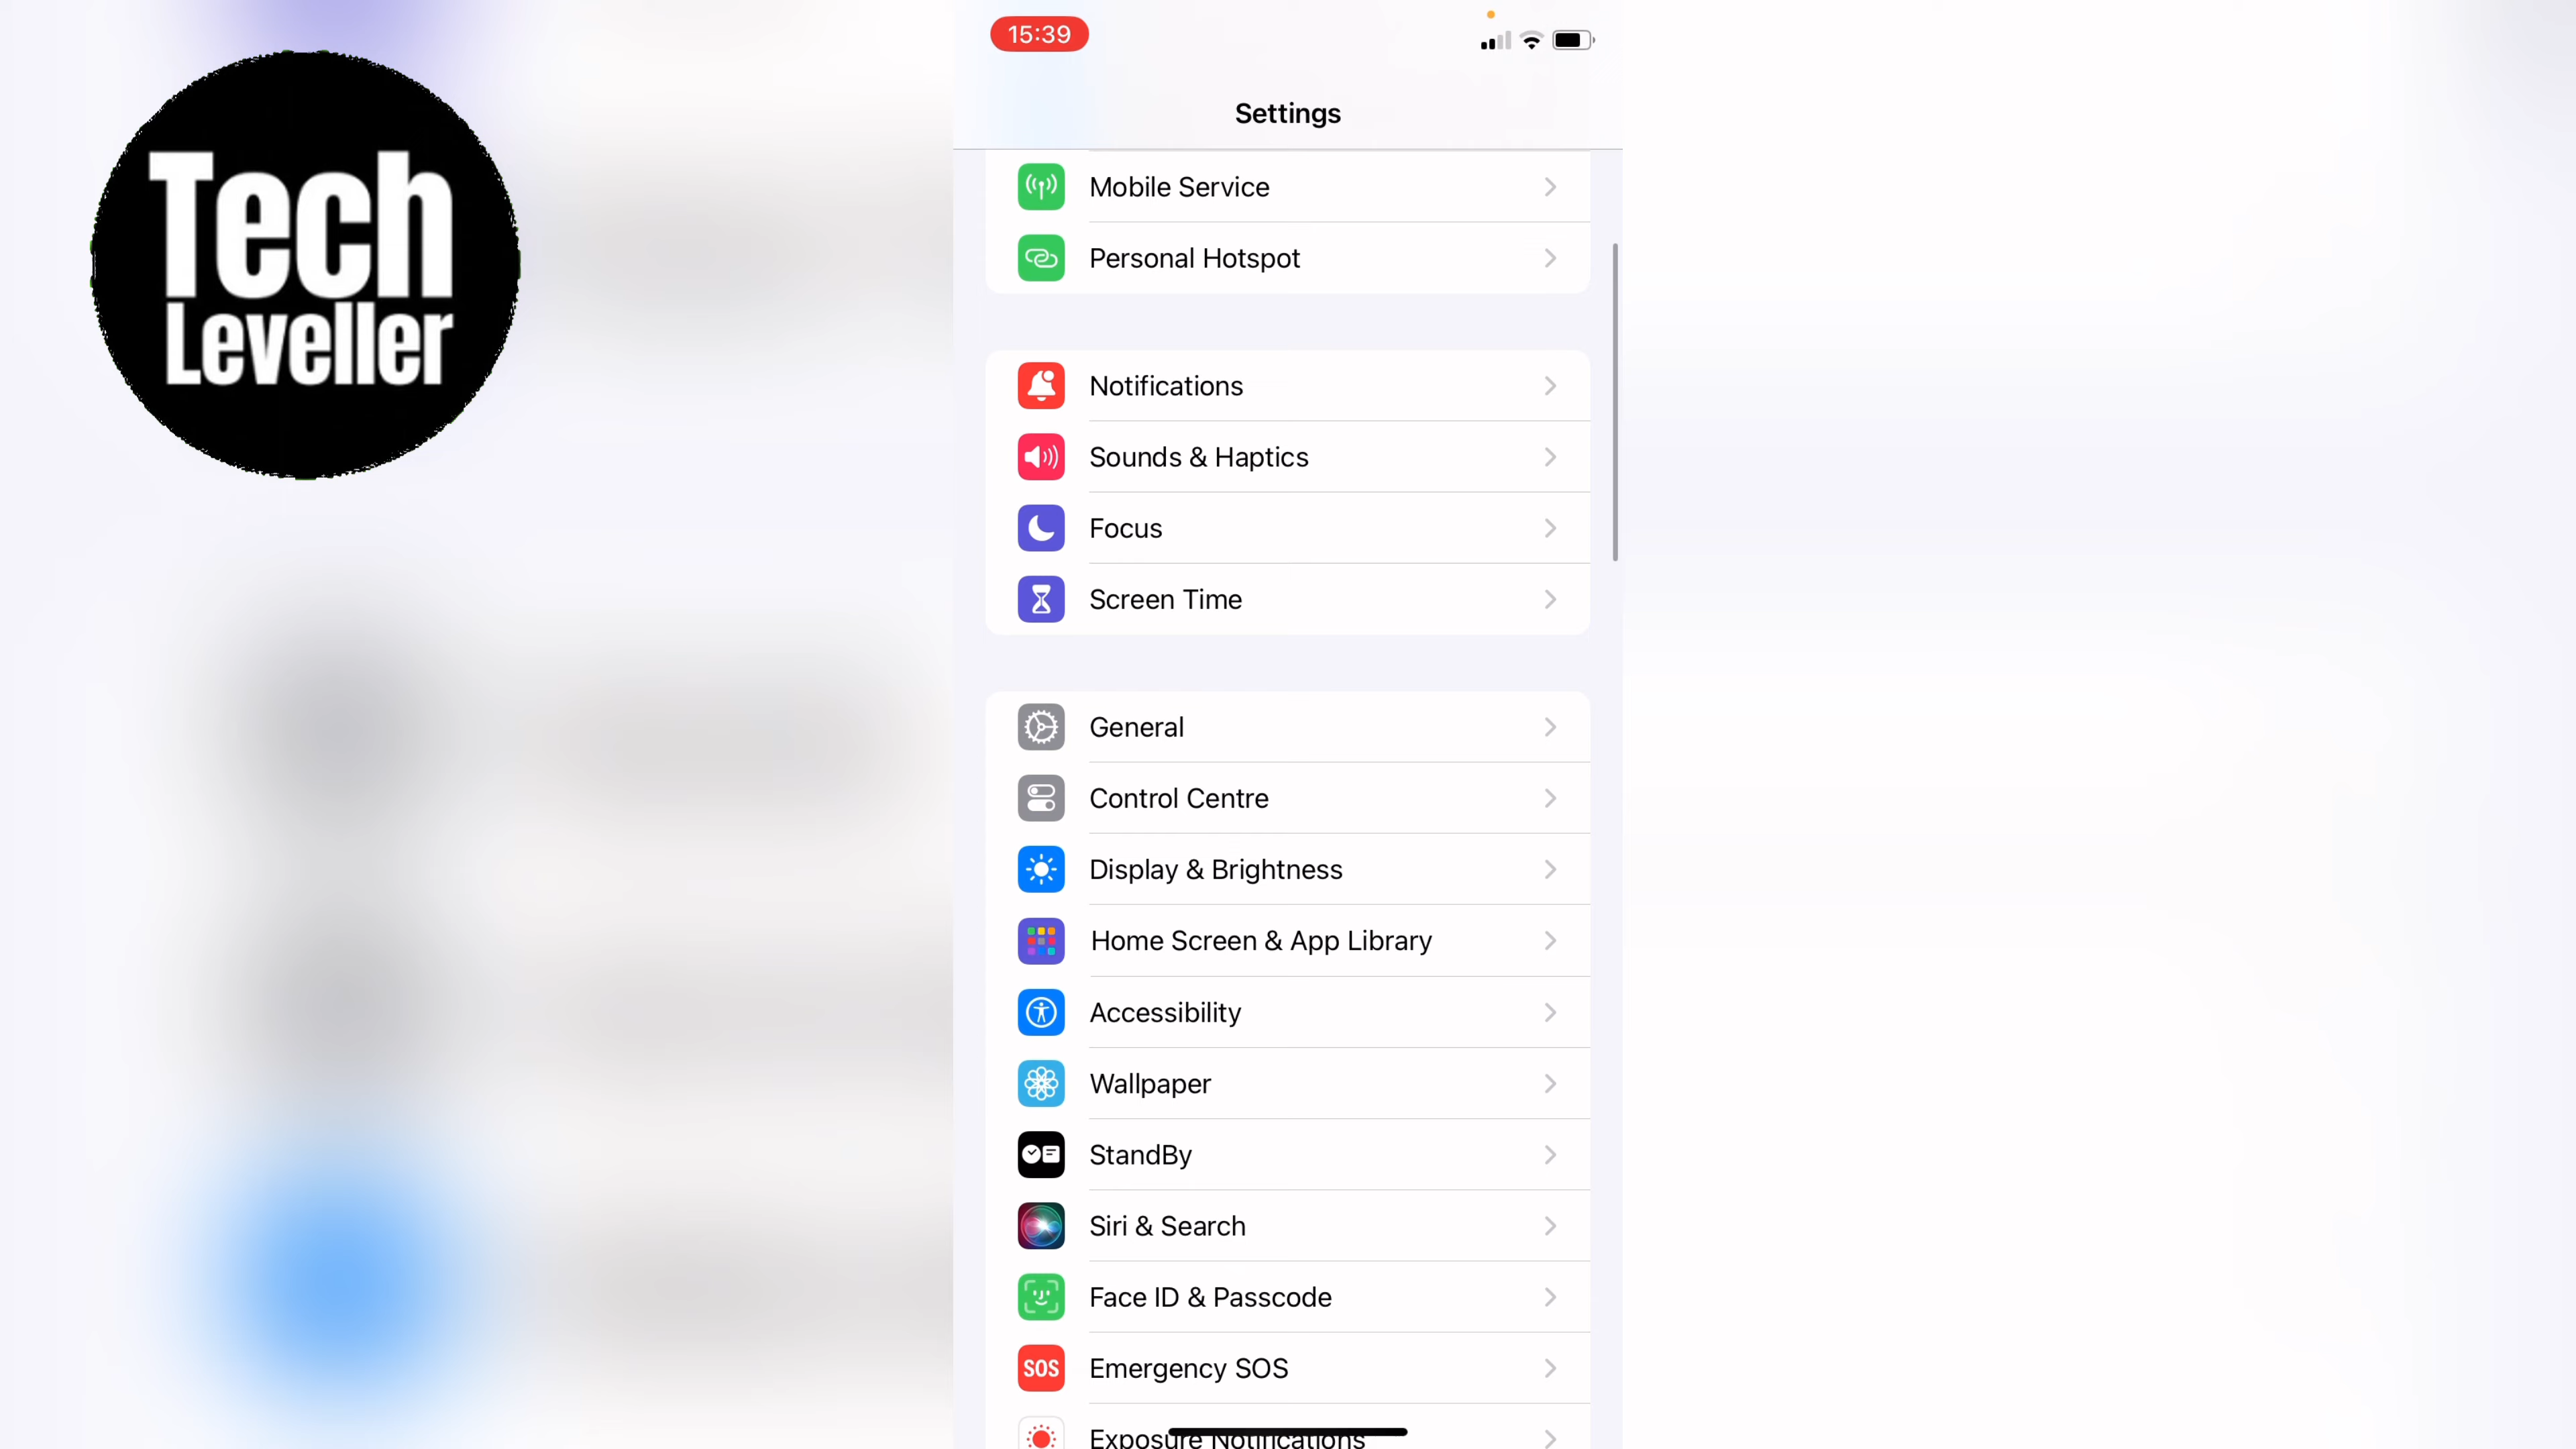 Tech
Leveller
15:39
Settings
Mobile Service
Personal Hotspot
Notifications
Sounds & Haptics
Focus
Screen Time
General
Control Centre
Display & Brightness
Home Screen & App Library
Accessibility
Wallpaper
StandBy
Siri & Search
Face ID & Passcode
SOS Emergency SOS
Exposure Notifications